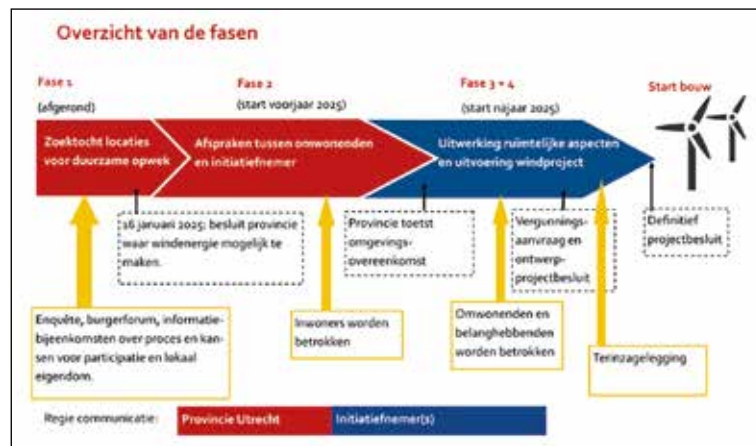 Overzicht van de fasen
Fase 1
(afgerond)
Fase 2
(start voorjaar 2025)
Fase 3 + 4
(start najaar 2025)
Start bouw
Zoektocht locaties
voor duurzame opwek
Afspraken tussen omwonenden
en initiatiefnemer
Uitwerking ruimtelijke aspecten
en uitvoering windproject
16 januari 2025: besluit provincie
waar windenergie mogelijk te
maken.
Provincie toetst
omgevings-
overeenkomst
Vergunnings-
aanvraag en
ontwerp-
projectbesluit
Definitief
projectbesluit
Enquête, burgerforum, informatie-
bijeenkomsten over proces en kan-
sen voor participatie en lokaal
eigendom.
Inwoners worden
betrokken
Omwonenden en
belanghebbenden
worden betrokken
Terinzagelegging
Regie communicatie:
Provincie Utrecht
Initiatiefnemer(s)